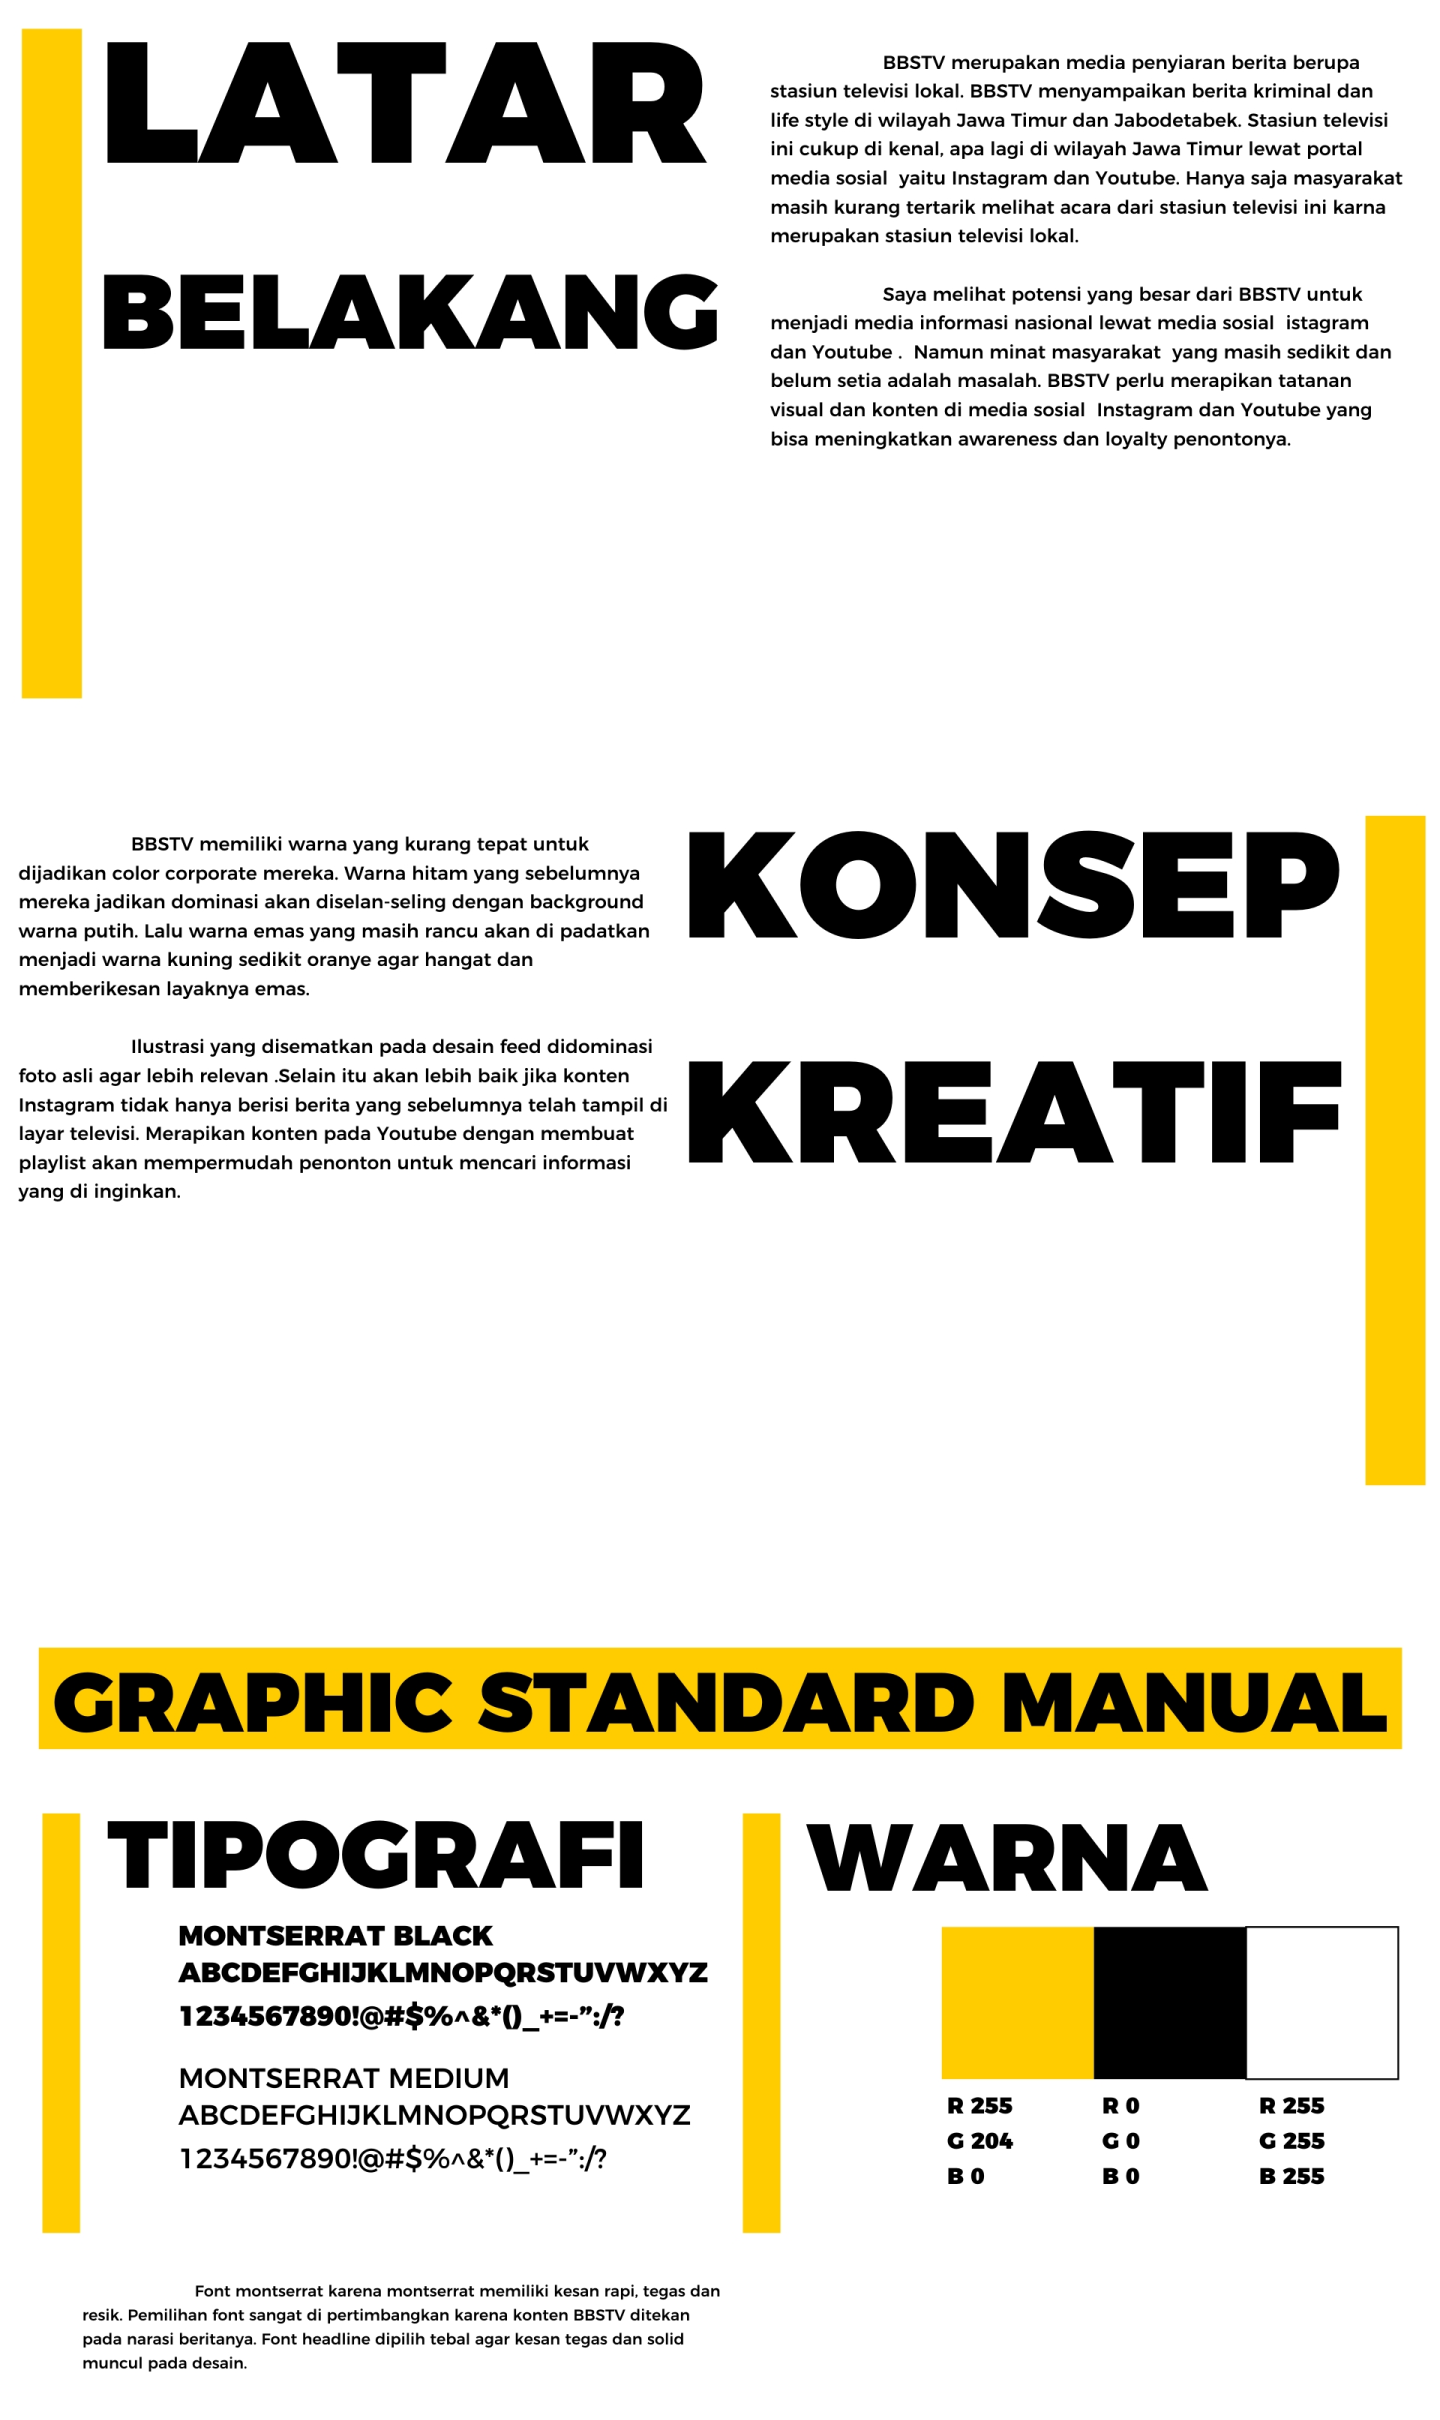 LATAR
BELAKANG
BBSTV merupakan media penyiaran berita berupa
stasiun televisi lokal. BBSTV menyampaikan berita kriminal dan
life style di wilayah Jawa Timur dan Jabodetabek. Stasiun televisi
ini cukup di kenal, apa lagi di wilayah Jawa Timur lewat portal
media sosial  yaitu Instagram dan Youtube. Hanya saja masyarakat
masih kurang tertarik melihat acara dari stasiun televisi ini karna
merupakan stasiun televisi lokal.
Saya melihat potensi yang besar dari BBSTV untuk
menjadi media informasi nasional lewat media sosial  istagram
dan Youtube .  Namun minat masyarakat  yang masih sedikit dan
belum setia adalah masalah. BBSTV perlu merapikan tatanan
visual dan konten di media sosial  Instagram dan Youtube yang
bisa meningkatkan awareness dan loyalty penontonya.
KONSEP
KREATIF
BBSTV memiliki warna yang kurang tepat untuk
dijadikan color corporate mereka. Warna hitam yang sebelumnya
mereka jadikan dominasi akan diselan-seling dengan background
warna putih. Lalu warna emas yang masih rancu akan di padatkan
menjadi warna kuning sedikit oranye agar hangat dan
memberikesan layaknya emas.
Ilustrasi yang disematkan pada desain feed didominasi
foto asli agar lebih relevan .Selain itu akan lebih baik jika konten
Instagram tidak hanya berisi berita yang sebelumnya telah tampil di
layar televisi. Merapikan konten pada Youtube dengan membuat
playlist akan mempermudah penonton untuk mencari informasi
yang di inginkan.
GRAPHIC STANDARD MANUAL
TIPOGRAFI
MONTSERRAT BLACK
ABCDEFGHIJKLMNOPQRSTUVWXYZ
1234567890!@#$%^&*()_+=-”:/?
MONTSERRAT MEDIUM
ABCDEFGHIJKLMNOPQRSTUVWXYZ
1234567890!@#$%^&*()_+=-”:/?
Font montserrat karena montserrat memiliki kesan rapi, tegas dan
resik. Pemilihan font sangat di pertimbangkan karena konten BBSTV ditekan
pada narasi beritanya. Font headline dipilih tebal agar kesan tegas dan solid
muncul pada desain.
WARNA
R 255
G 204
B 0
R 0
G 0
B 0
R 255
G 255
B 255